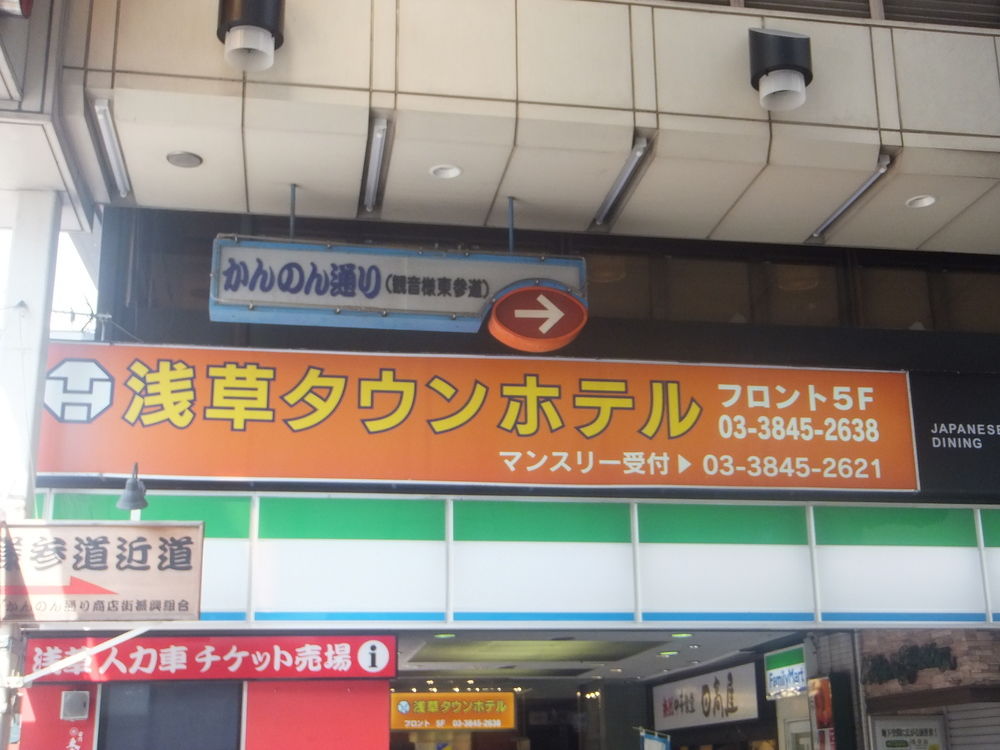 かんのん通り(観音様東参道)
浅草タウンホテル
フロント5F
03-3845-2638
マンスリー受付▶ 03-3845-2621
JAPANESE
DINING
参道近道
かんのん通り商店街振興組合
浅草人力車チケット売場 i
浅草タウンホテル
フロント 5F 03-3845-2638
日高屋
FamilyMart